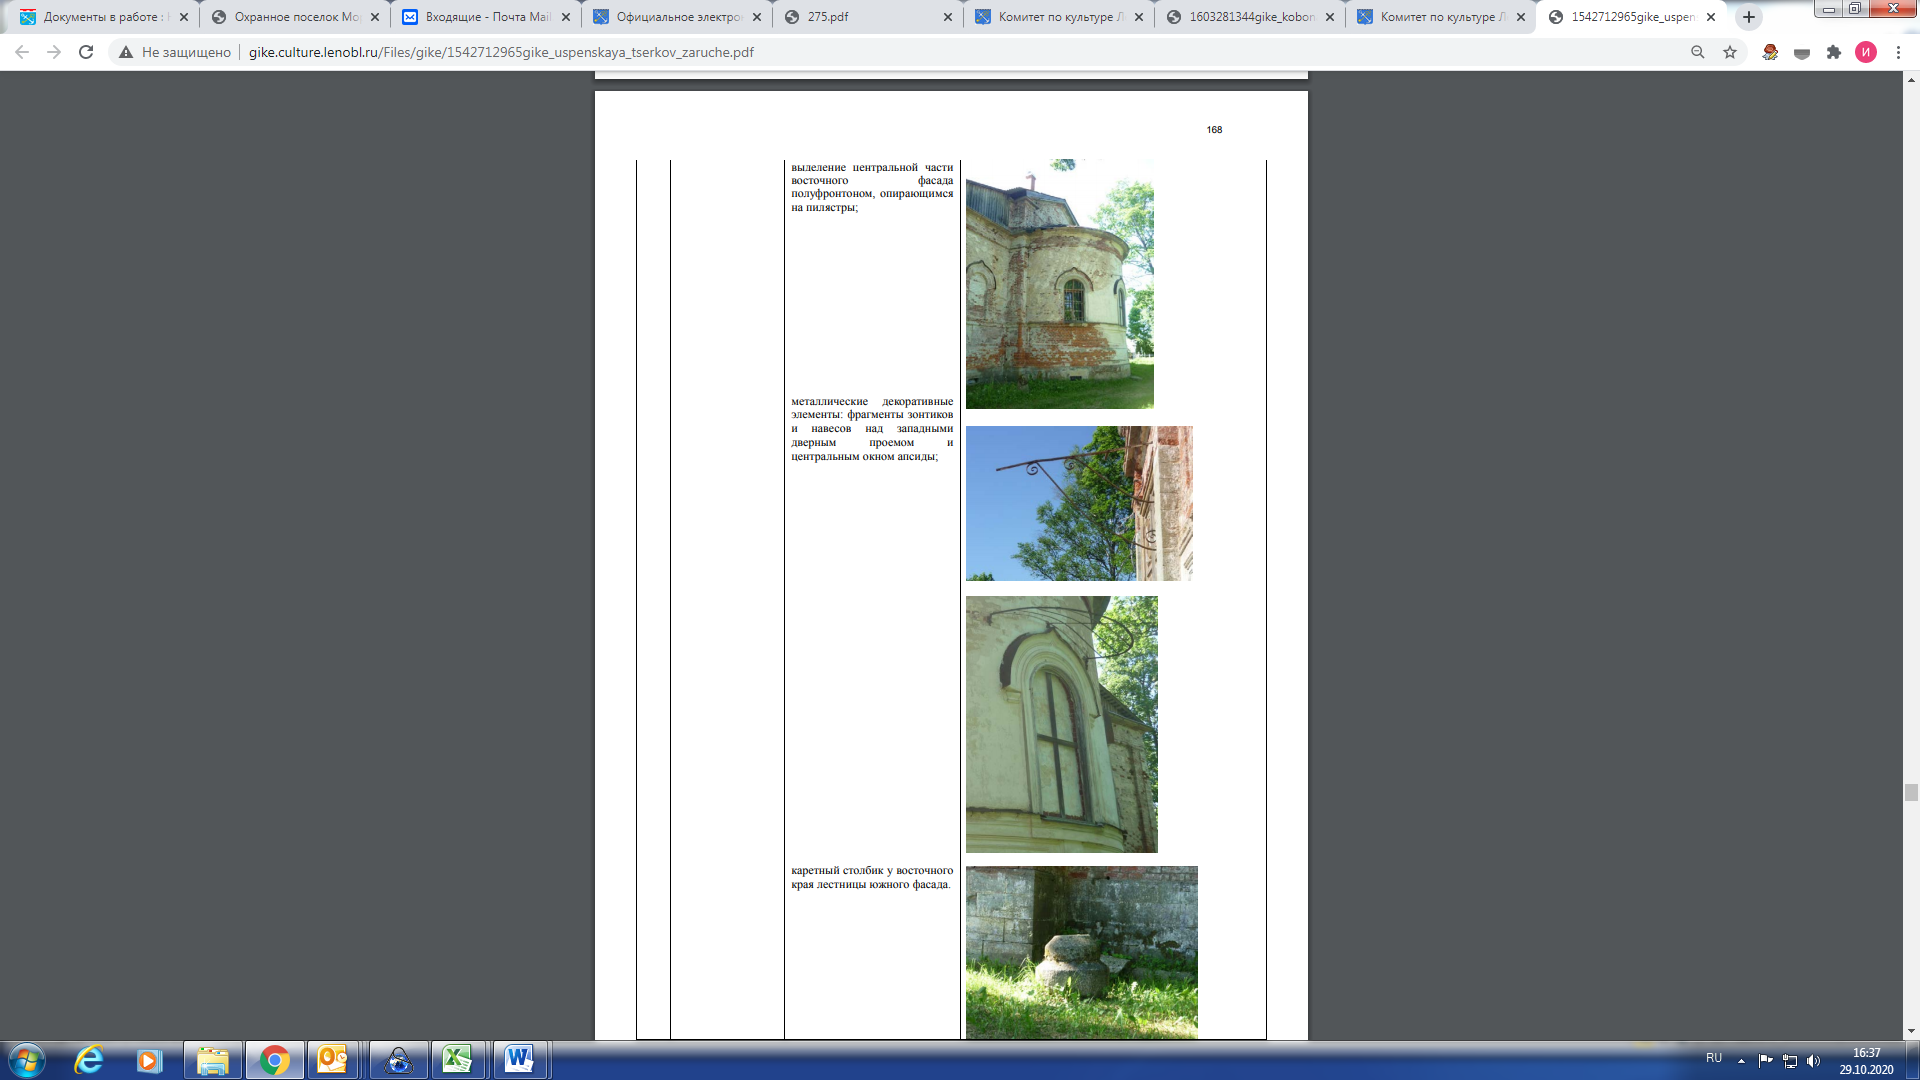 Документы в работе :
Охранное поселок Мо
Входящие - Почта Mail
Официальное электро
275.pdf
Комитет по культуре Л
1603281344gike_kobon
Комитет по культуре Л
1542712965gike_uspen
Не защищено
gike.culture.lenobl.ru/Files/gike/1542712965gike_uspenskaya_tserkov_zaruche.pdf
И
168
выделение центральной части
восточного фасада
полуфронтоном, опирающимся
на пилястры;
металлические декоративные
элементы: фрагменты зонтиков
и навесов над западными
дверным проемом и
центральным окном апсиды;
каретный столбик у восточного
края лестницы южного фасада.
RU
16:37
29.10.2020